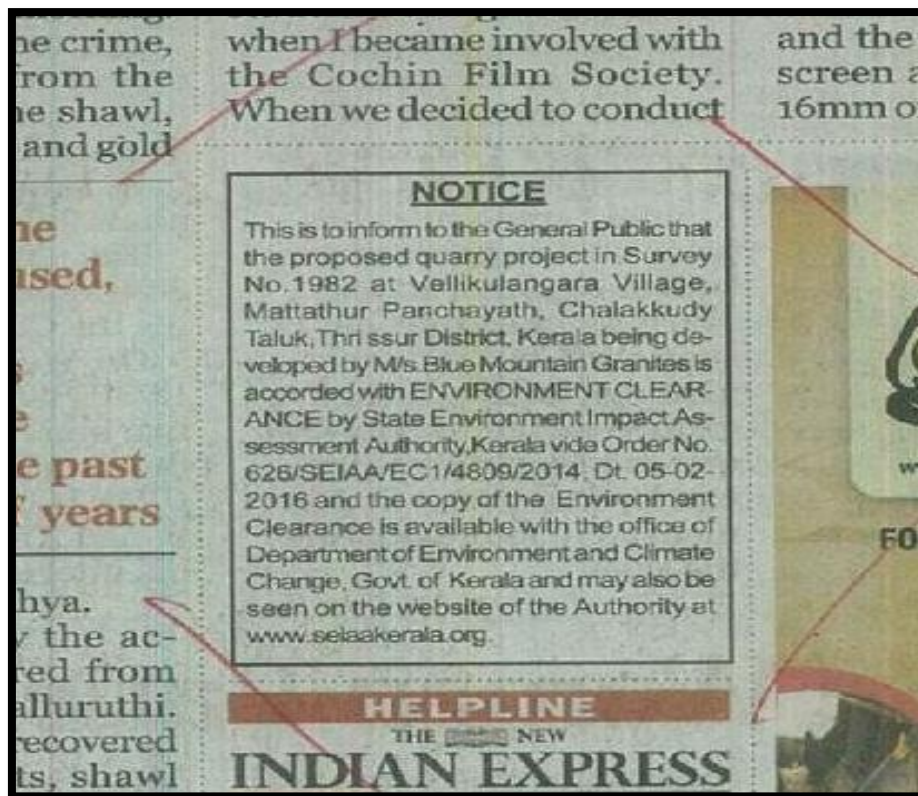 he crime,
from the
he shawl,
and gold
he
used,
e past
years
hya.
the ac-
red from
alluruthi.
recovered
ts, shawl
when I became involved with
the Cochin Film Society.
When we decided to conduct
NOTICE
This is to inform to the General Public that
the proposed quarry project in Survey
No.1982 at Vellikulangara Village,
Mattathur Panchayath, Chalakkudy
Taluk,Thri ssur District, Kerala being de-
veloped by M/s.Blue Mountain Granites is
accorded with ENVIRONMENT CLEAR-
ANCE by State Environment Impact As-
sessment Authority,Kerala vide Order No.
626/SEIAA/EC1/4809/2014, Dt. 05-02-
2016 and the copy of the Environment
Clearance is available with the office of
Department of Environment and Climate
Change, Govt. of Kerala and may also be
seen on the website of the Authority at
www.seiaakerala.org.
HELPLINE
THE NEW
INDIAN EXPRESS
and the
screen a
16mm o
w
FO